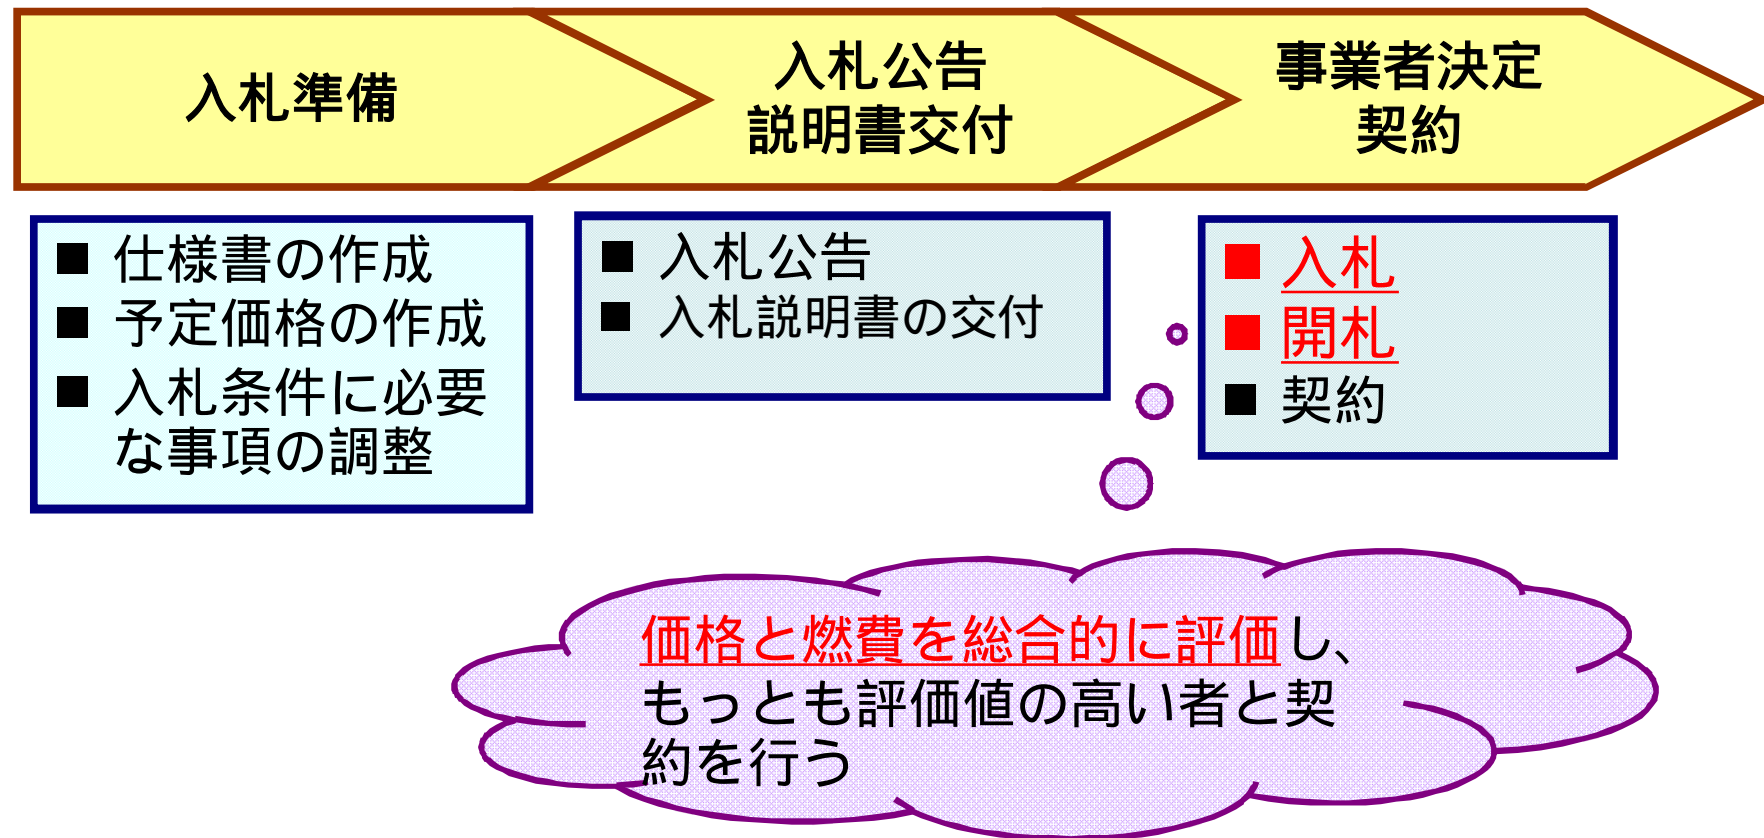 入札準備
入札公告
説明書交付
事業者決定
契約
■ 仕様書の作成
■ 予定価格の作成
■ 入札条件に必要
な事項の調整
■ 入札公告
■ 入札説明書の交付
■ 入札
■ 開札
■ 契約
価格と燃費を総合的に評価し、
もっとも評価値の高い者と契
約を行う